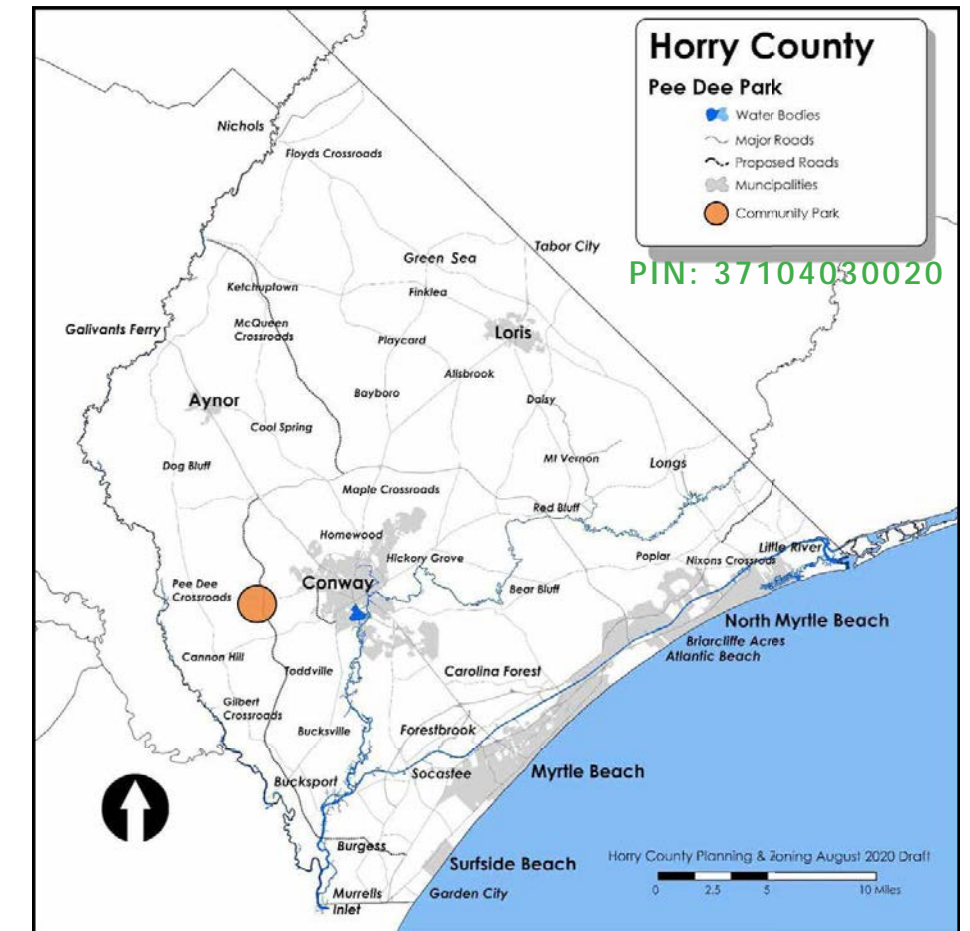 Horry County
Pee Dee Park
Water Bodies
Major Roads
Proposed Roads
Muncipalities
Community Park
PIN: 37104030020
Nichols
Floyds Crossroads
Tabor City
Green Sea
Ketchuptown
Finklea
Galivants Ferry
McQueen
Crossroads
Loris
Playcard
Allsbrook
Aynor
Bayboro
Daisy
Cool Spring
Dog Bluff
Mt Vernon
Longs
Maple Crossroads
Red Bluff
Homewood
Hickory Grove
Poplar
Nixons Crossroads
Little River
Pee Dee
Crossroads
Conway
Bear Bluff
North Myrtle Beach
Briarcliffe Acres
Atlantic Beach
Cannon Hill
Toddville
Carolina Forest
Gilbert
Crossroads
Bucksville
Forestbrook
Bucksport
Socastee
Myrtle Beach
Burgess
Surfside Beach
Murrells
Inlet
Garden City
Horry County Planning & Zoning August 2020 Draft
0 2.5 5 10 Miles